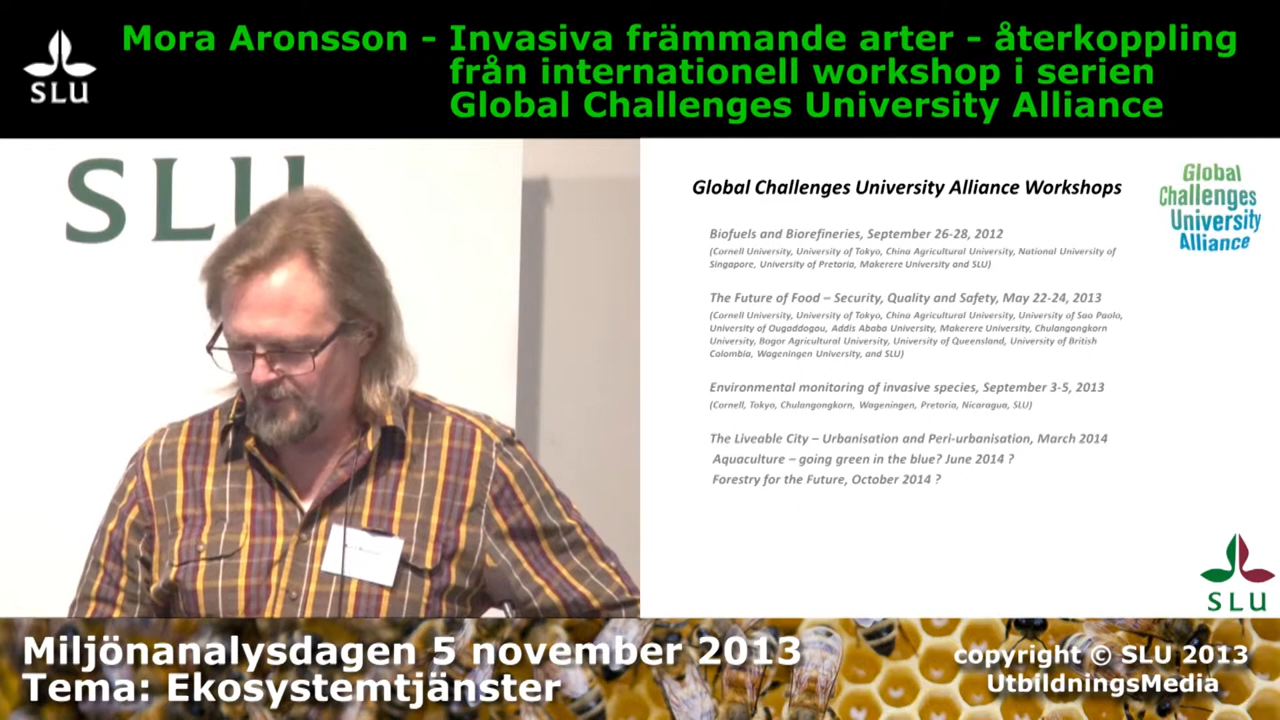 SLU
Mora Aronsson - Invasiva främmande arter - återkoppling
från internationell workshop i serien
Global Challenges University Alliance
SLU
Global Challenges University Alliance Workshops
Global
Challenges
University
Alliance
Biofuels and Biorefineries, September 26-28, 2012
(Cornell University, University of Tokyo, China Agricultural University, National University of
Singapore, University of Pretoria, Makerere University and SLU)
The Future of Food – Security, Quality and Safety, May 22-24, 2013
(Cornell University, University of Tokyo, China Agricultural University, University of Sao Paolo,
University of Ougaddogou, Addis Ababa University, Makerere University, Chulangongkorn
University, Bogor Agricultural University, University of Queensland, University of British
Colombia, Wageningen University, and SLU)
Environmental monitoring of invasive species, September 3-5, 2013
(Cornell, Tokyo, Chulangongkorn, Wageningen, Pretoria, Nicaragua, SLU)
The Liveable City – Urbanisation and Peri-urbanisation, March 2014
Aquaculture – going green in the blue? June 2014 ?
Forestry for the Future, October 2014 ?
SLU
Miljönanalysdagen 5 november 2013
Tema: Ekosystemtjänster
copyright © SLU 2013
UtbildningsMedia